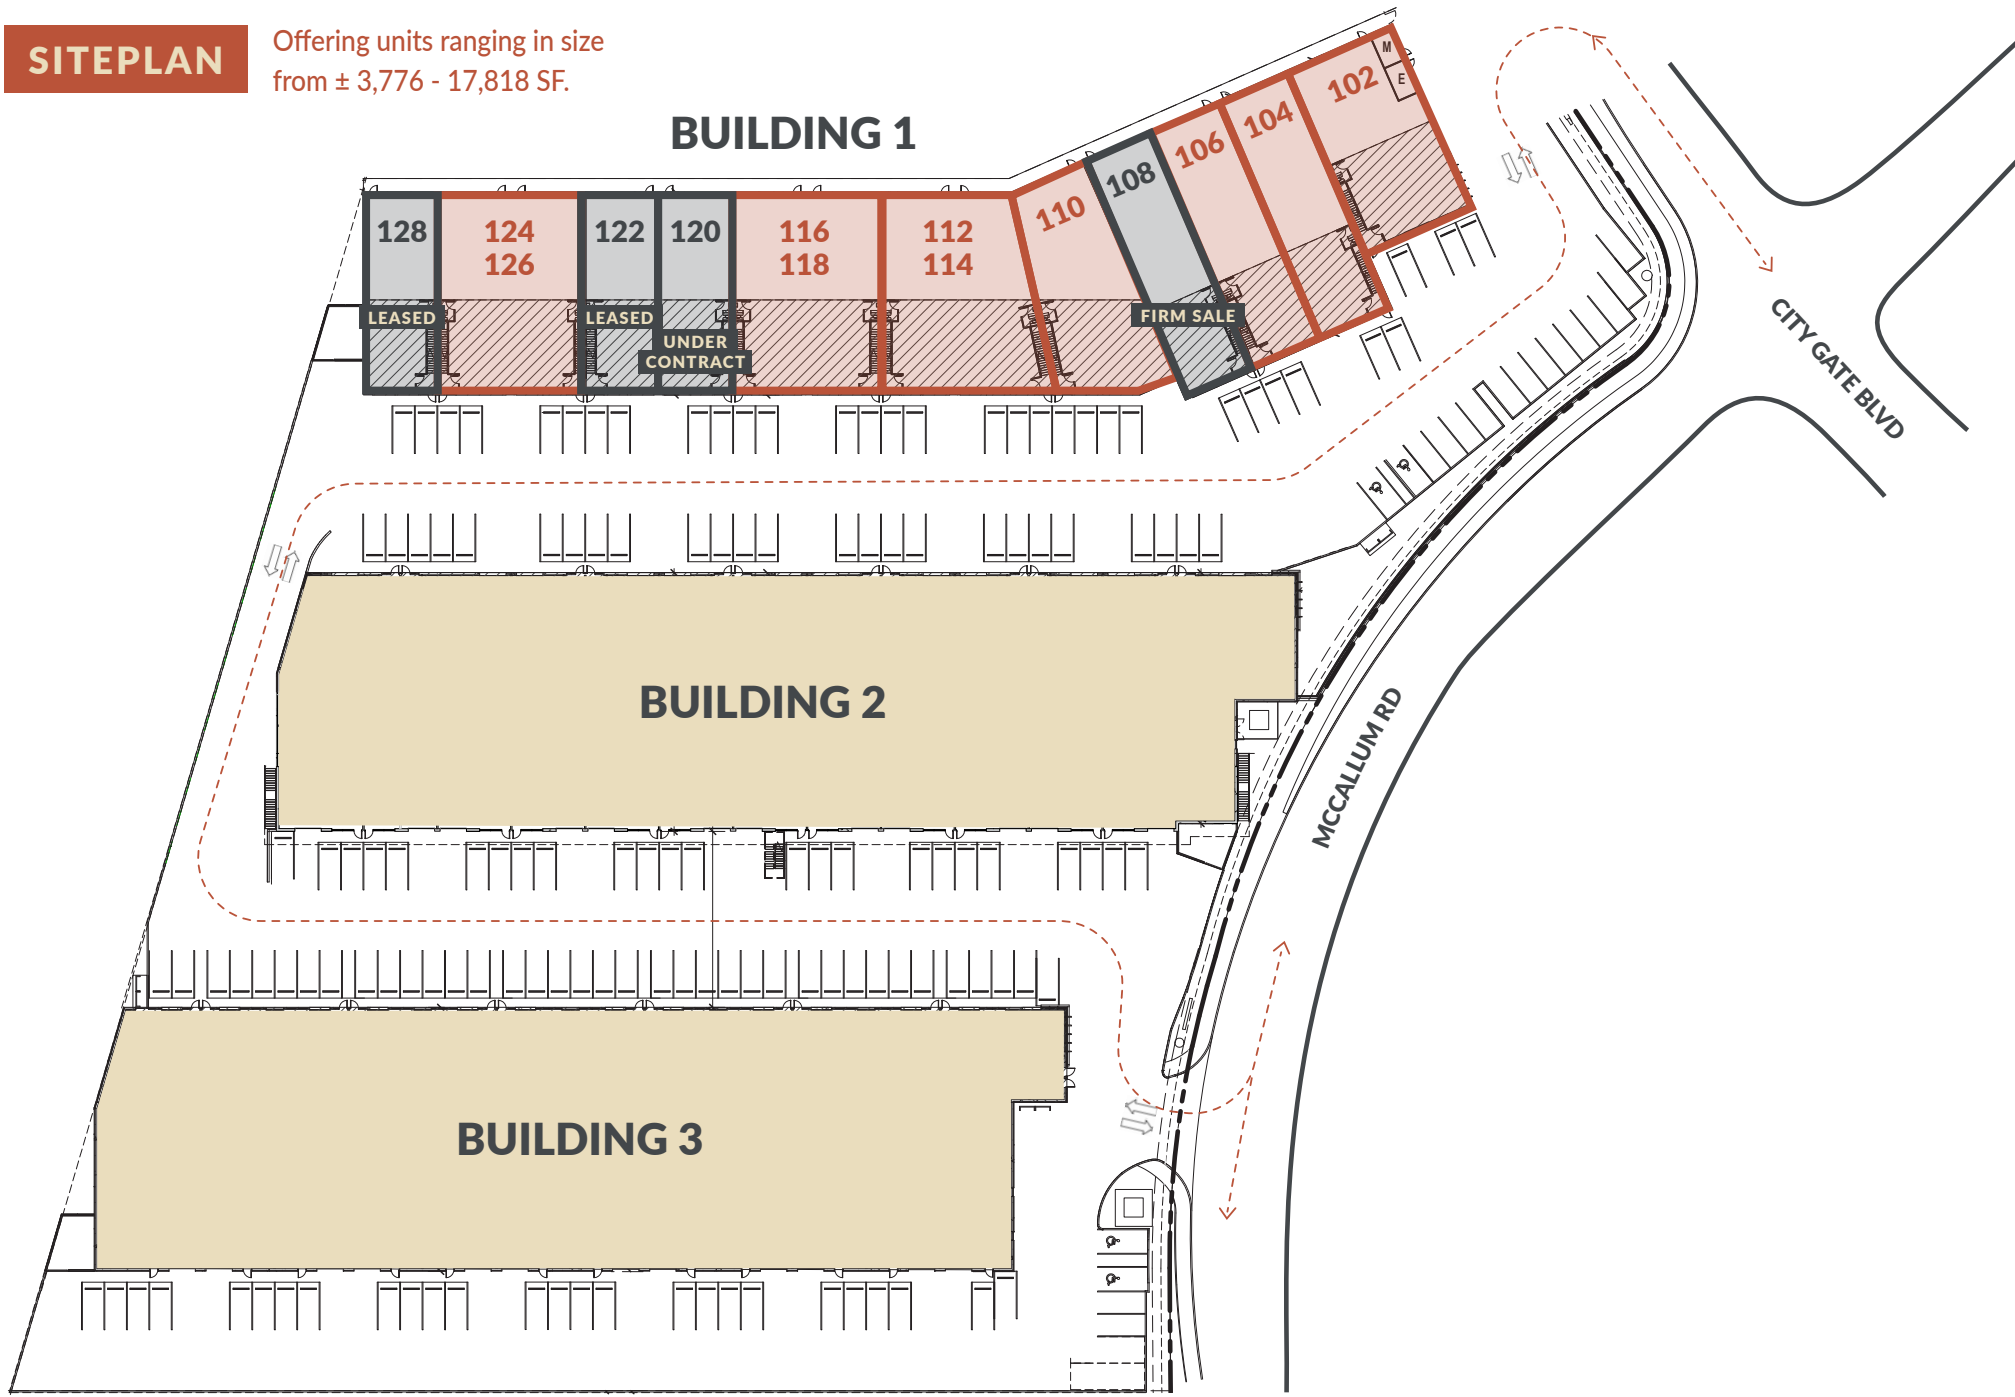 SITEPLAN
Offering units ranging in size
from ± 3,776 - 17,818 SF.
BUILDING 1
M
E
102
104
106
108
110
112
114
116
118
120
122
124
126
128
LEASED
LEASED
UNDER
CONTRACT
FIRM SALE
CITY GATE BLVD
BUILDING 2
MCCALLUM RD
BUILDING 3